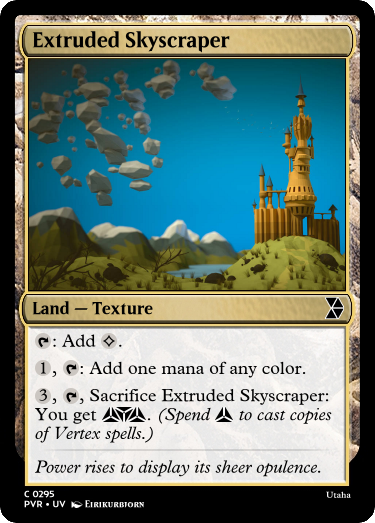 Extruded Skyscraper
Land — Texture
: Add .
1, : Add one mana of any color.
3, , Sacrifice Extruded Skyscraper:
You get . (Spend to cast copies
of Vertex spells.)
Power rises to display its sheer opulence.
C 0295 Utaha
PVR • UV Eirikurbjorn